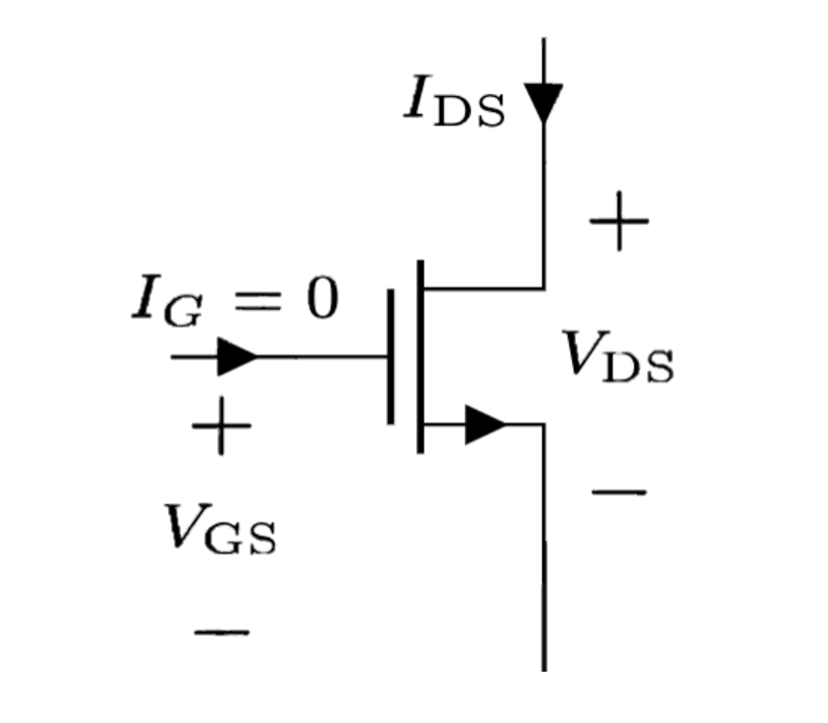 I_DS
+
I_G = 0
V_DS
+
−
V_GS
−